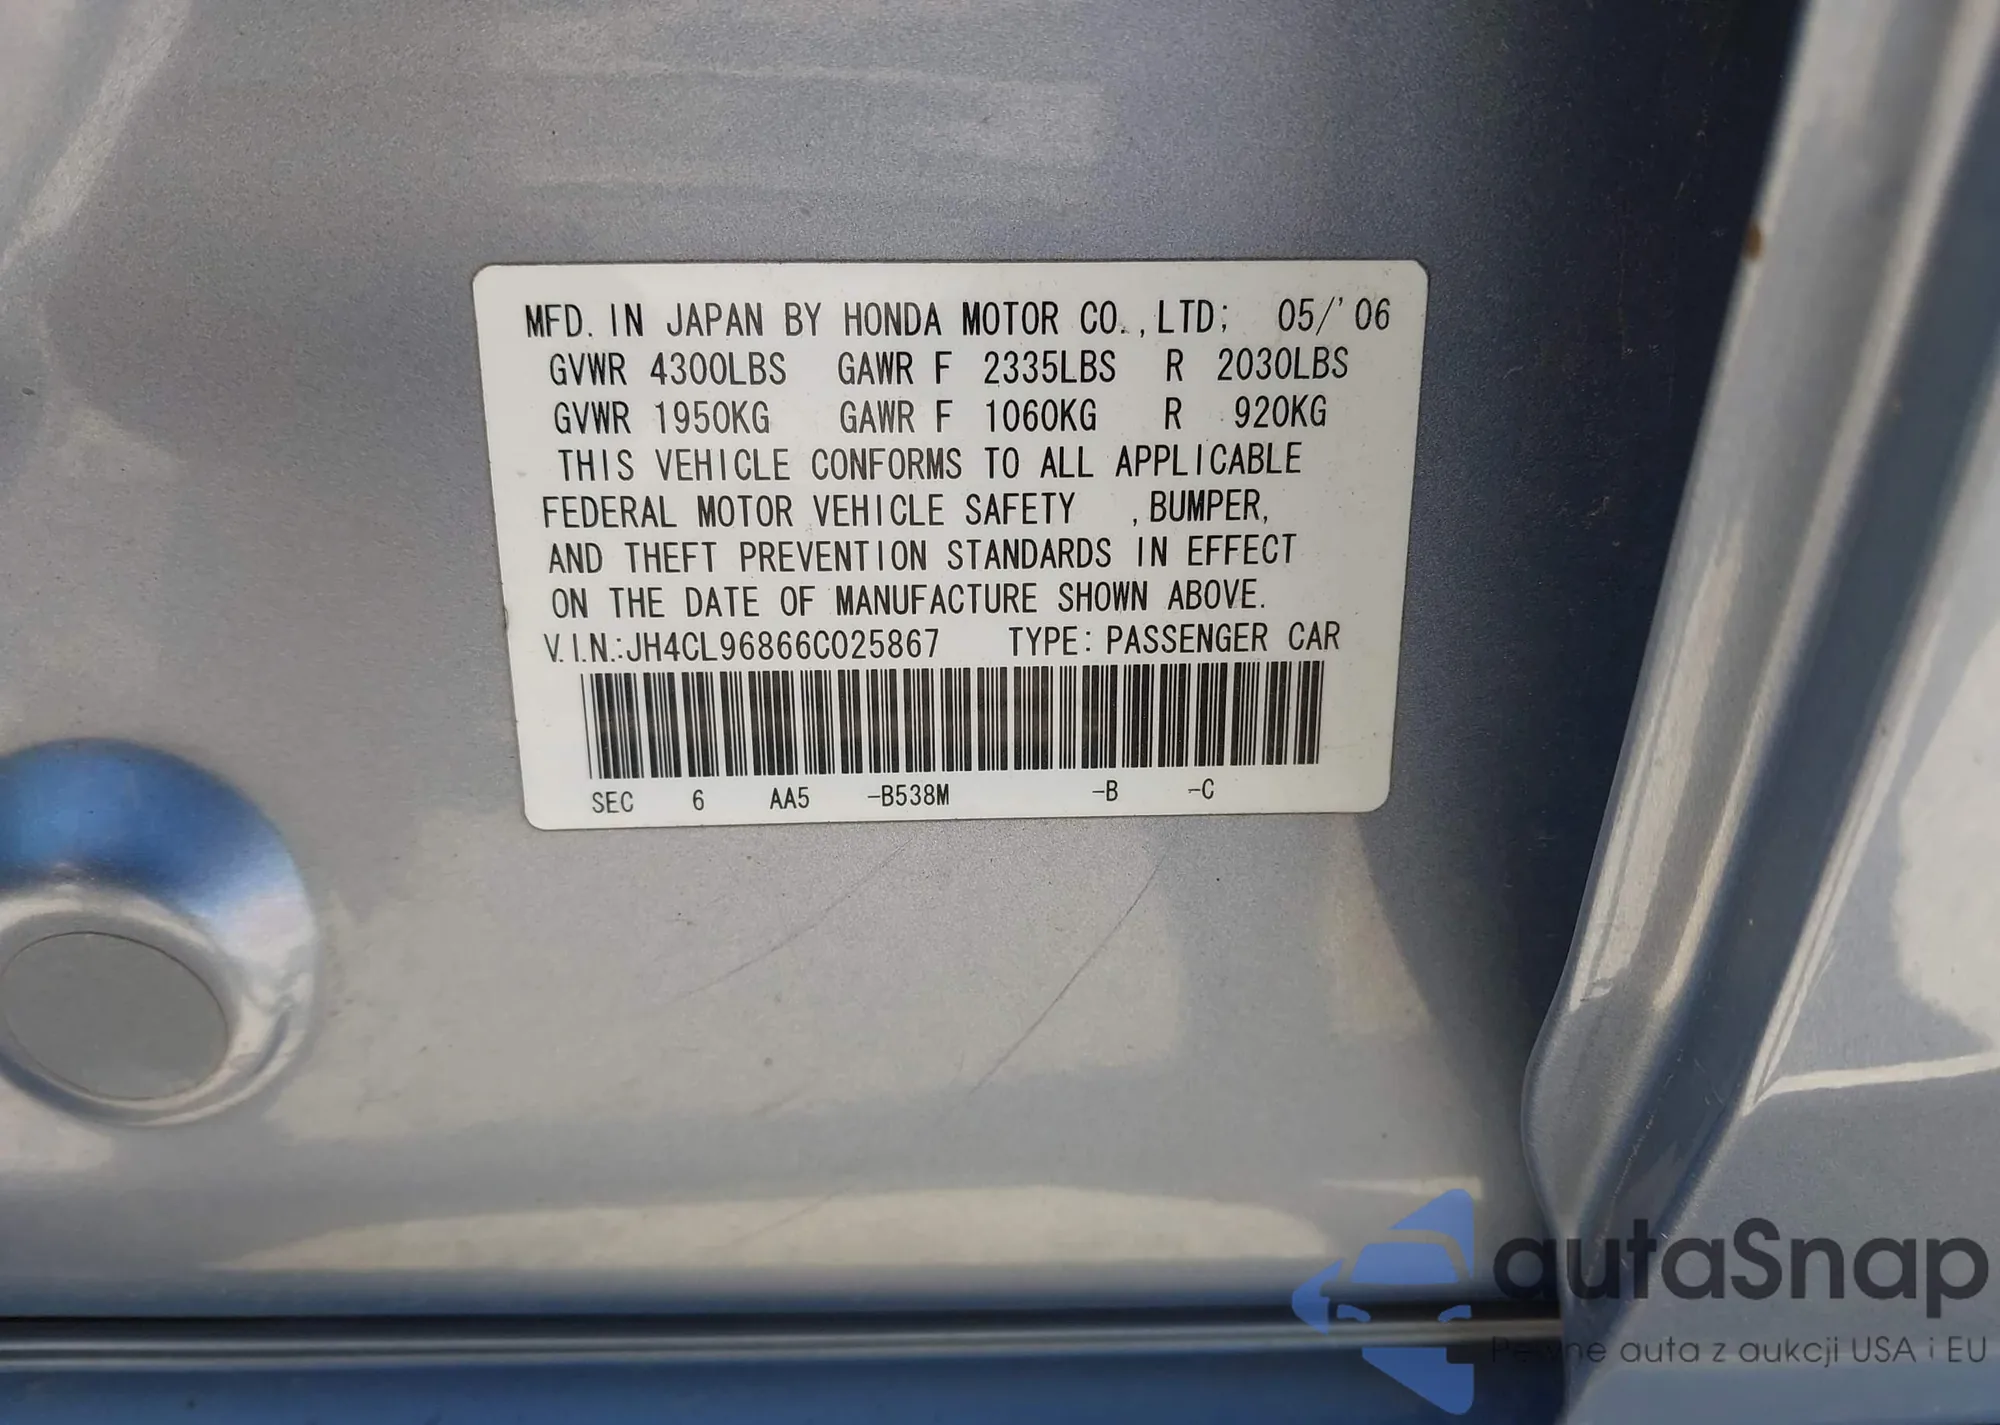 MFD. IN JAPAN BY HONDA MOTOR CO., LTD; 05/'06
GVWR 4300LBS GAWR F 2335LBS R 2030LBS
GVWR 1950KG GAWR F 1060KG R 920KG
THIS VEHICLE CONFORMS TO ALL APPLICABLE
FEDERAL MOTOR VEHICLE SAFETY , BUMPER,
AND THEFT PREVENTION STANDARDS IN EFFECT
ON THE DATE OF MANUFACTURE SHOWN ABOVE.
V.I.N.:JH4CL96866C025867 TYPE: PASSENGER CAR
SEC 6 AA5 -B538M -B -C
autaSnap
Pewne auta z aukcji USA i EU